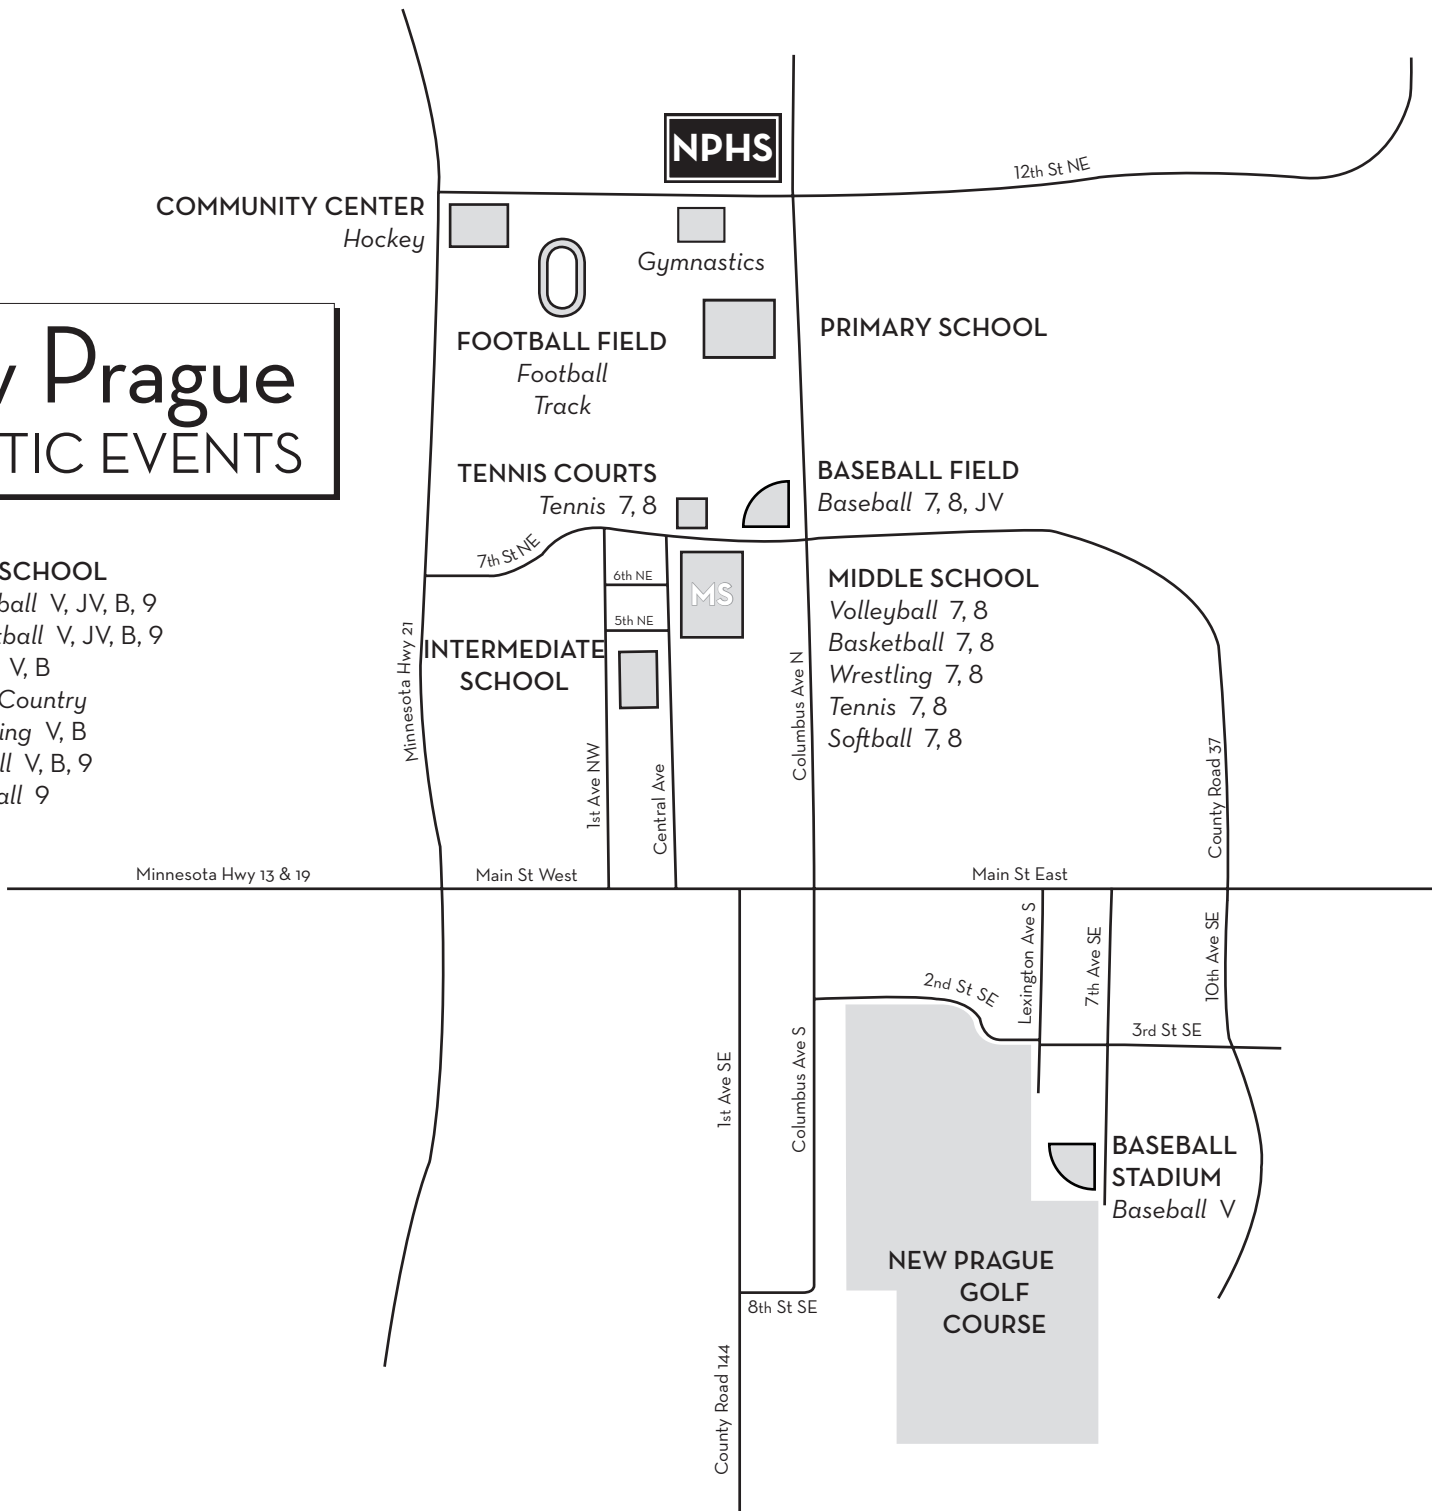 NPHS
12th St NE
COMMUNITY CENTER
Hockey
Gymnastics
PRIMARY SCHOOL
FOOTBALL FIELD
Football
Track
Prague
EVENTS
TENNIS COURTS
Tennis 7, 8
BASEBALL FIELD
Baseball 7, 8, JV
7th St NE
6th NE
5th NE
MS
SCHOOL
V, JV, B, 9
V, JV, B, 9
V, B
Country
V, B
V, B, 9
9
MIDDLE SCHOOL
Volleyball 7, 8
Basketball 7, 8
Wrestling 7, 8
Tennis 7, 8
Softball 7, 8
INTERMEDIATE
SCHOOL
Minnesota Hwy 21
1st Ave NW
Central Ave
Columbus Ave N
County Road 37
Minnesota Hwy 13 & 19
Main St West
Main St East
Lexington Ave S
7th Ave SE
10th Ave SE
2nd St SE
3rd St SE
1st Ave SE
Columbus Ave S
BASEBALL
STADIUM
Baseball V
NEW PRAGUE
GOLF
COURSE
8th St SE
County Road 144